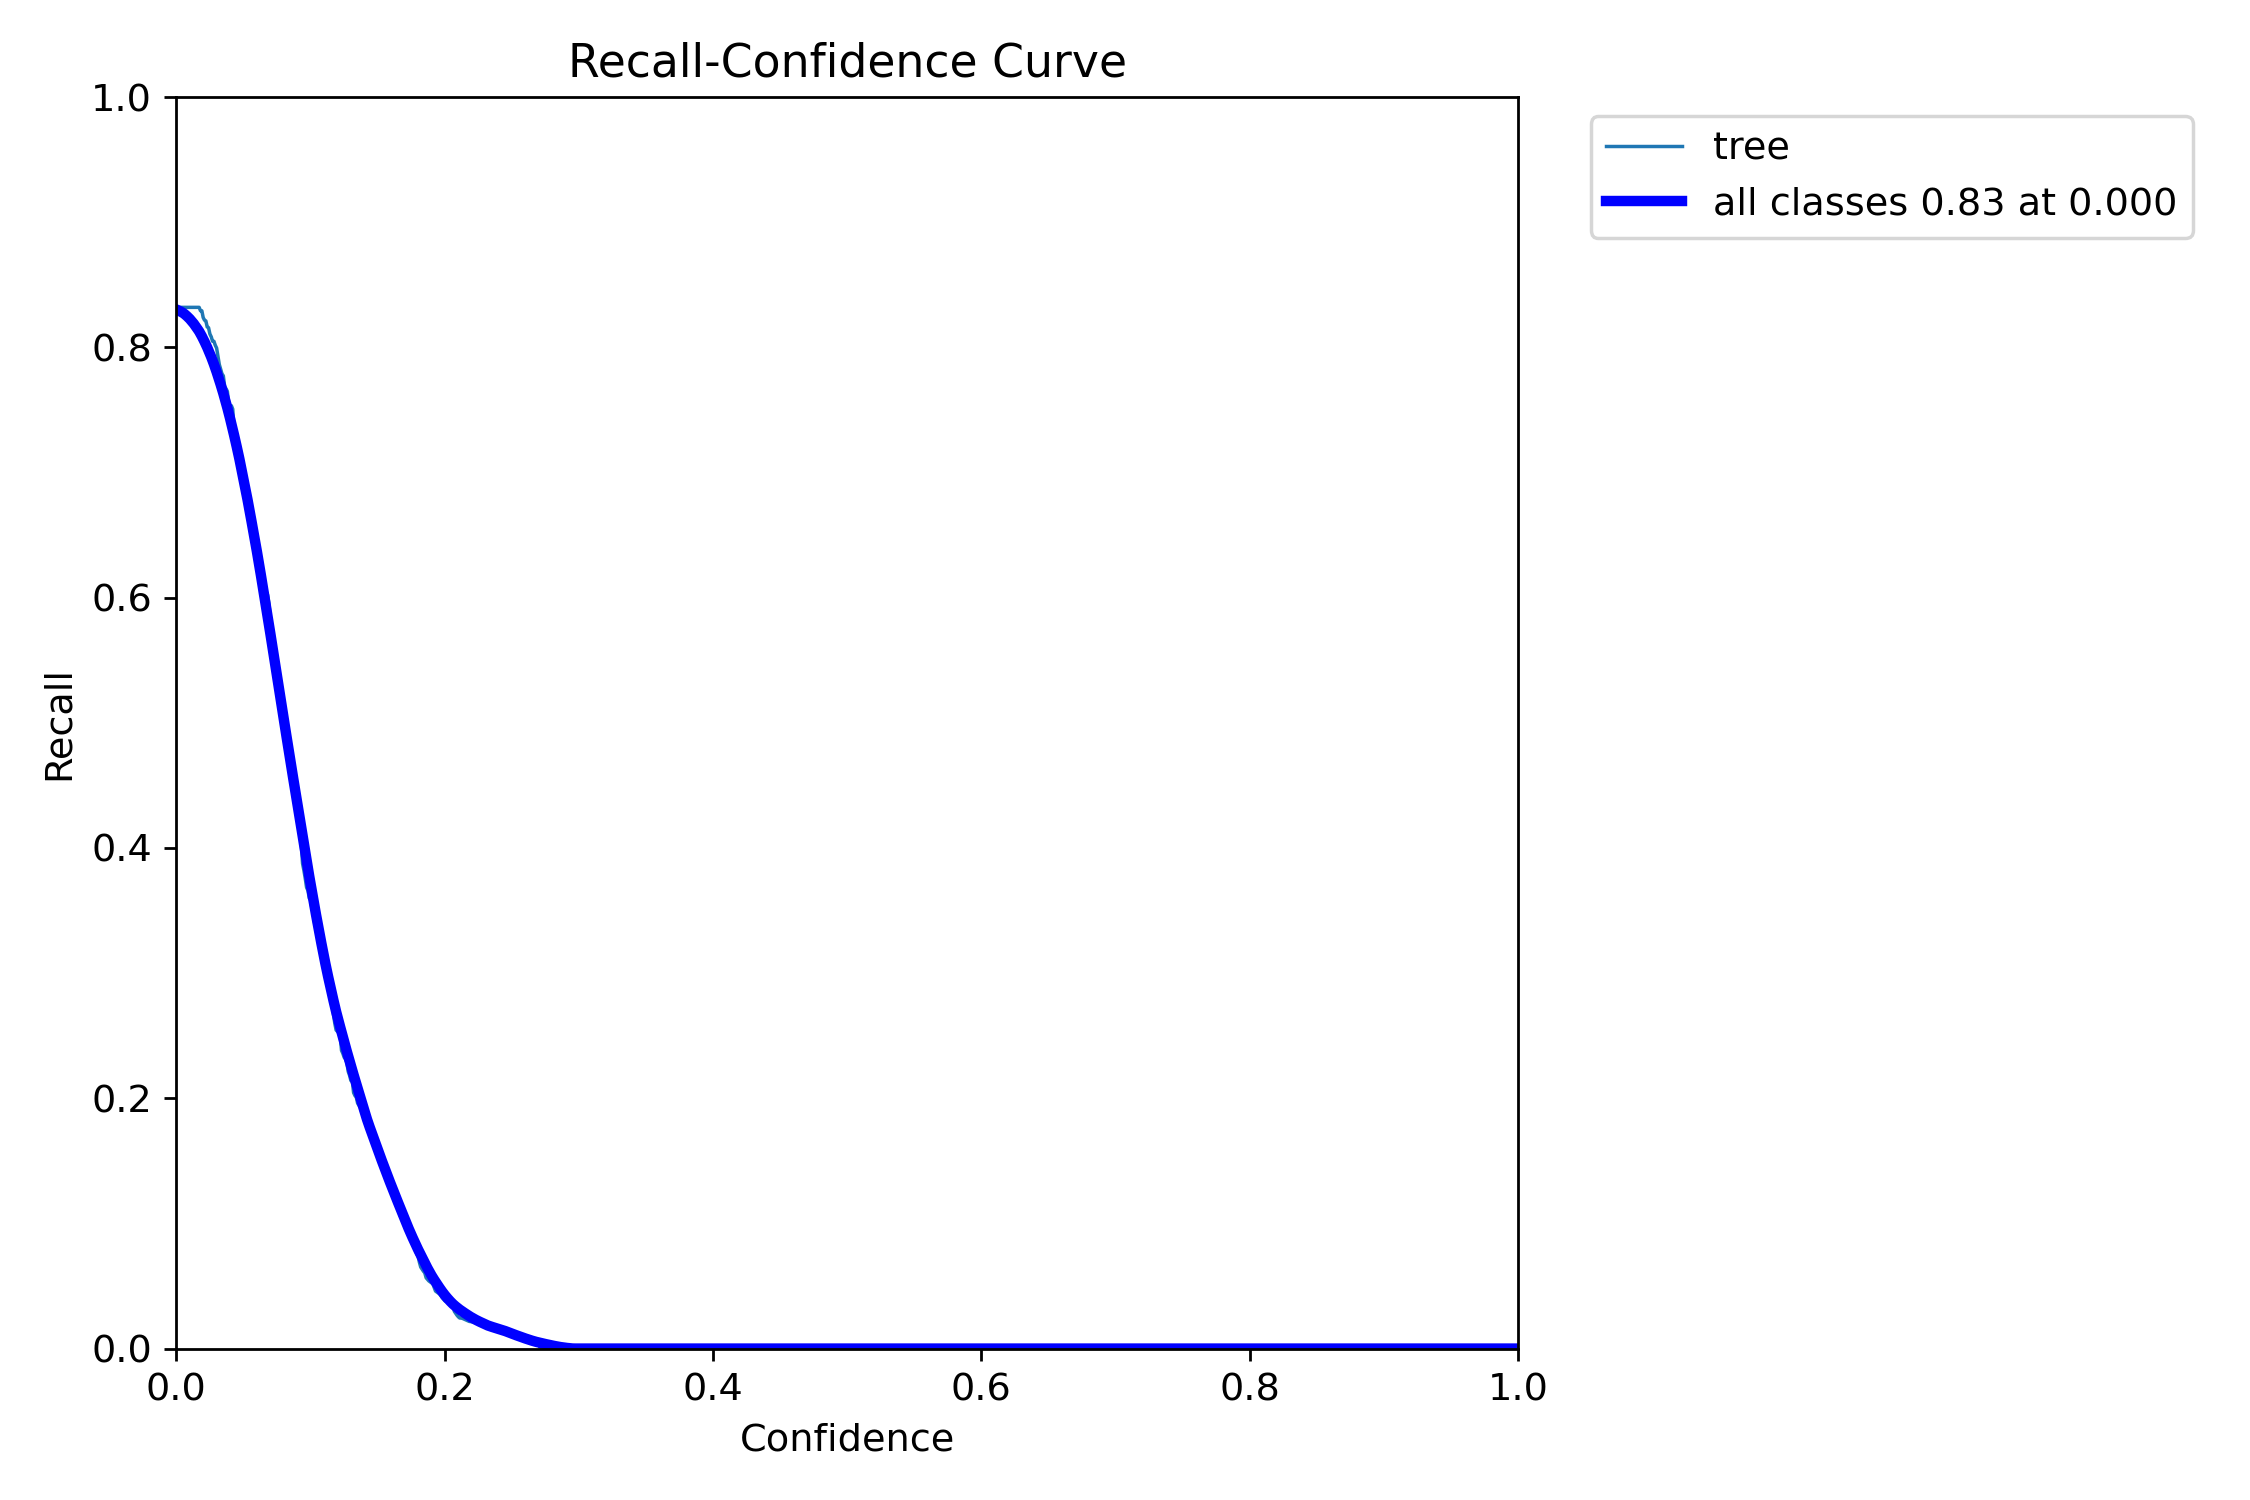 Recall-Confidence Curve
1.0
0.8
0.6
0.4
0.2
0.0
Recall
0.0 0.2 0.4 0.6 0.8 1.0
Confidence
tree
all classes 0.83 at 0.000